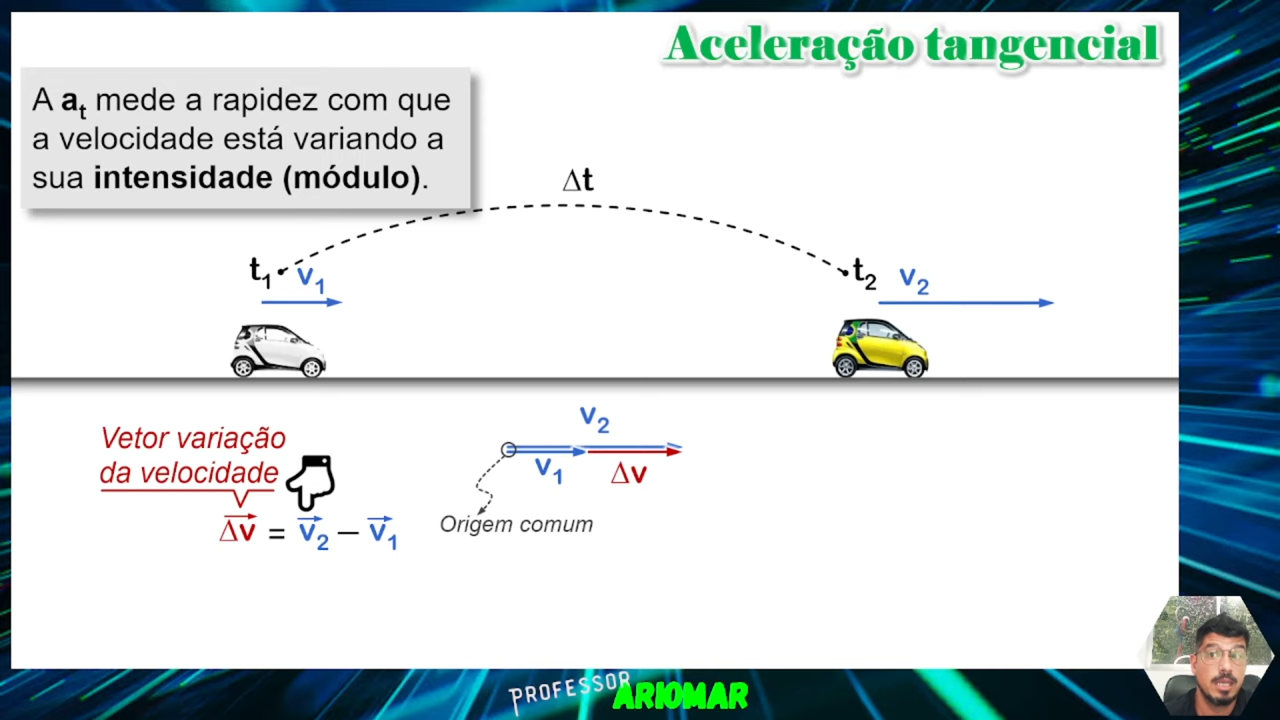 Aceleração tangencial
A at mede a rapidez com que
a velocidade está variando a
sua intensidade (módulo).
Δt
t1 v1
t2 v2
Vetor variação
da velocidade
Δv = v2 − v1
v2
v1 Δv
Origem comum
PROFESSOR ARIOMAR